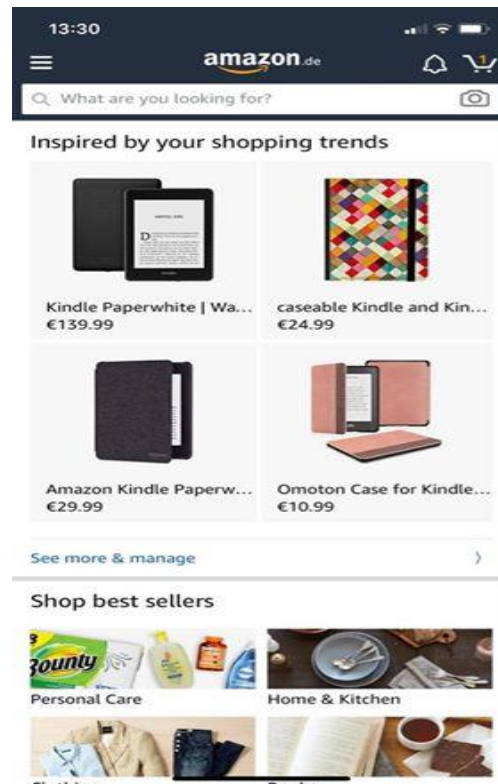 13:30
amazon.de
1
What are you looking for?
Inspired by your shopping trends
Kindle Paperwhite | Wa...
€139.99
caseable Kindle and Kin...
€24.99
Amazon Kindle Paperw...
€29.99
Omoton Case for Kindle...
€10.99
See more & manage
Shop best sellers
Bounty
Personal Care
Home & Kitchen